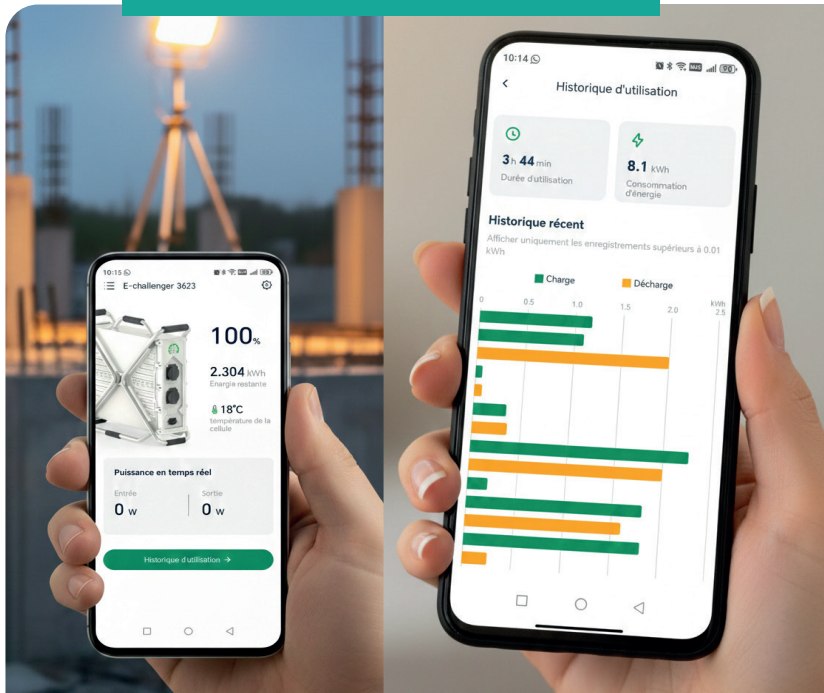 10:15
E-challenger 3623
100%
2.304 kWh
Energie restante
18°C
température de la
cellule
Puissance en temps réel
Entrée
Sortie
0 w
0 w
Historique d'utilisation →
10:14
Historique d'utilisation
3 h 44 min
Durée d'utilisation
8.1 kWh
Consommation
d'énergie
Historique récent
Afficher uniquement les enregistrements supérieurs à 0.01
kWh
Charge
Décharge
kWh
0
0.5
1.0
1.5
2.0
2.5